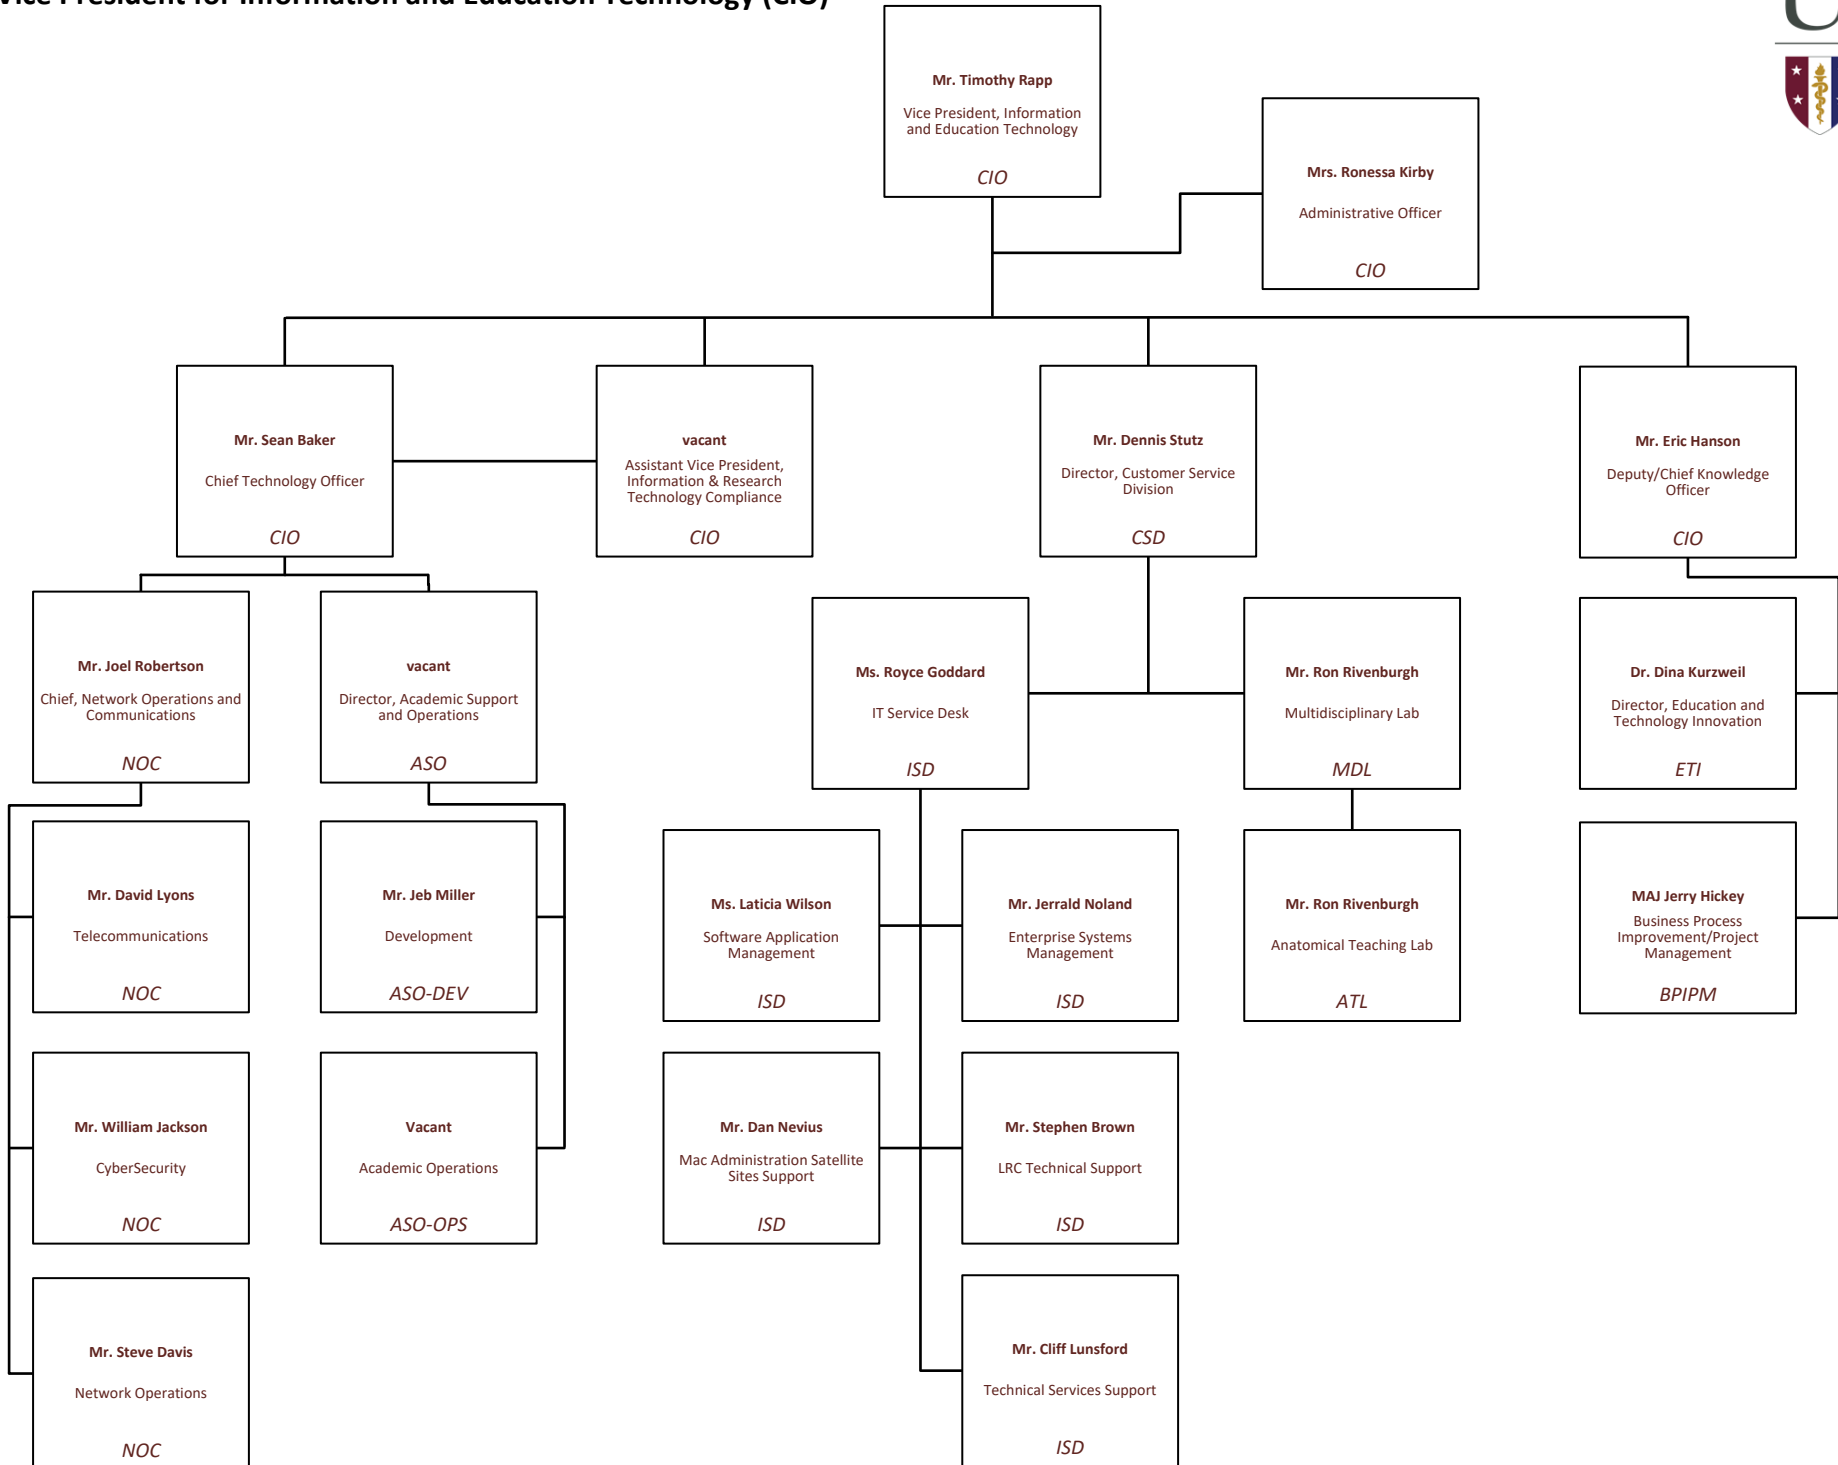 Vice President for Information and Education Technology (CIO)
Mr. Timothy Rapp
Vice President, Information
and Education Technology
CIO
Mrs. Ronessa Kirby
Administrative Officer
CIO
Mr. Sean Baker
Chief Technology Officer
CIO
vacant
Assistant Vice President,
Information & Research
Technology Compliance
CIO
Mr. Dennis Stutz
Director, Customer Service
Division
CSD
Mr. Eric Hanson
Deputy/Chief Knowledge
Officer
CIO
Mr. Joel Robertson
Chief, Network Operations and
Communications
NOC
vacant
Director, Academic Support
and Operations
ASO
Ms. Royce Goddard
IT Service Desk
ISD
Mr. Ron Rivenburgh
Multidisciplinary Lab
MDL
Dr. Dina Kurzweil
Director, Education and
Technology Innovation
ETI
Mr. David Lyons
Telecommunications
NOC
Mr. Jeb Miller
Development
ASO-DEV
Ms. Laticia Wilson
Software Application
Management
ISD
Mr. Jerrald Noland
Enterprise Systems
Management
ISD
Mr. Ron Rivenburgh
Anatomical Teaching Lab
ATL
MAJ Jerry Hickey
Business Process
Improvement/Project
Management
BPIPM
Mr. William Jackson
CyberSecurity
NOC
Vacant
Academic Operations
ASO-OPS
Mr. Dan Nevius
Mac Administration Satellite
Sites Support
ISD
Mr. Stephen Brown
LRC Technical Support
ISD
Mr. Steve Davis
Network Operations
NOC
Mr. Cliff Lunsford
Technical Services Support
ISD